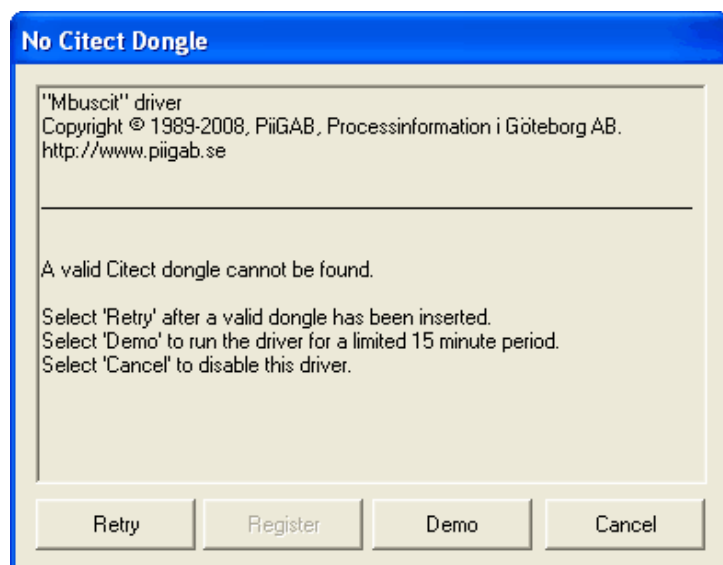 No Citect Dongle
"Mbuscit" driver
Copyright © 1989-2008, PiiGAB, Processinformation i Göteborg AB.
http://www.piigab.se
A valid Citect dongle cannot be found.
Select 'Retry' after a valid dongle has been inserted.
Select 'Demo' to run the driver for a limited 15 minute period.
Select 'Cancel' to disable this driver.
Retry Register Demo Cancel